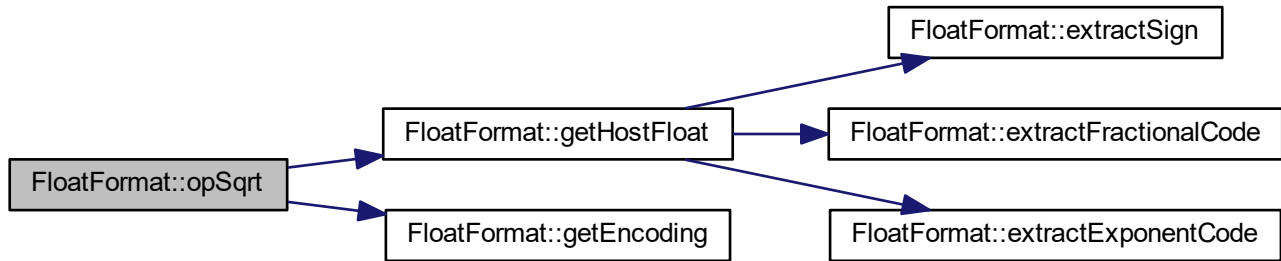 FloatFormat::extractSign
FloatFormat::getHostFloat
FloatFormat::extractFractionalCode
FloatFormat::opSqrt
FloatFormat::getEncoding
FloatFormat::extractExponentCode